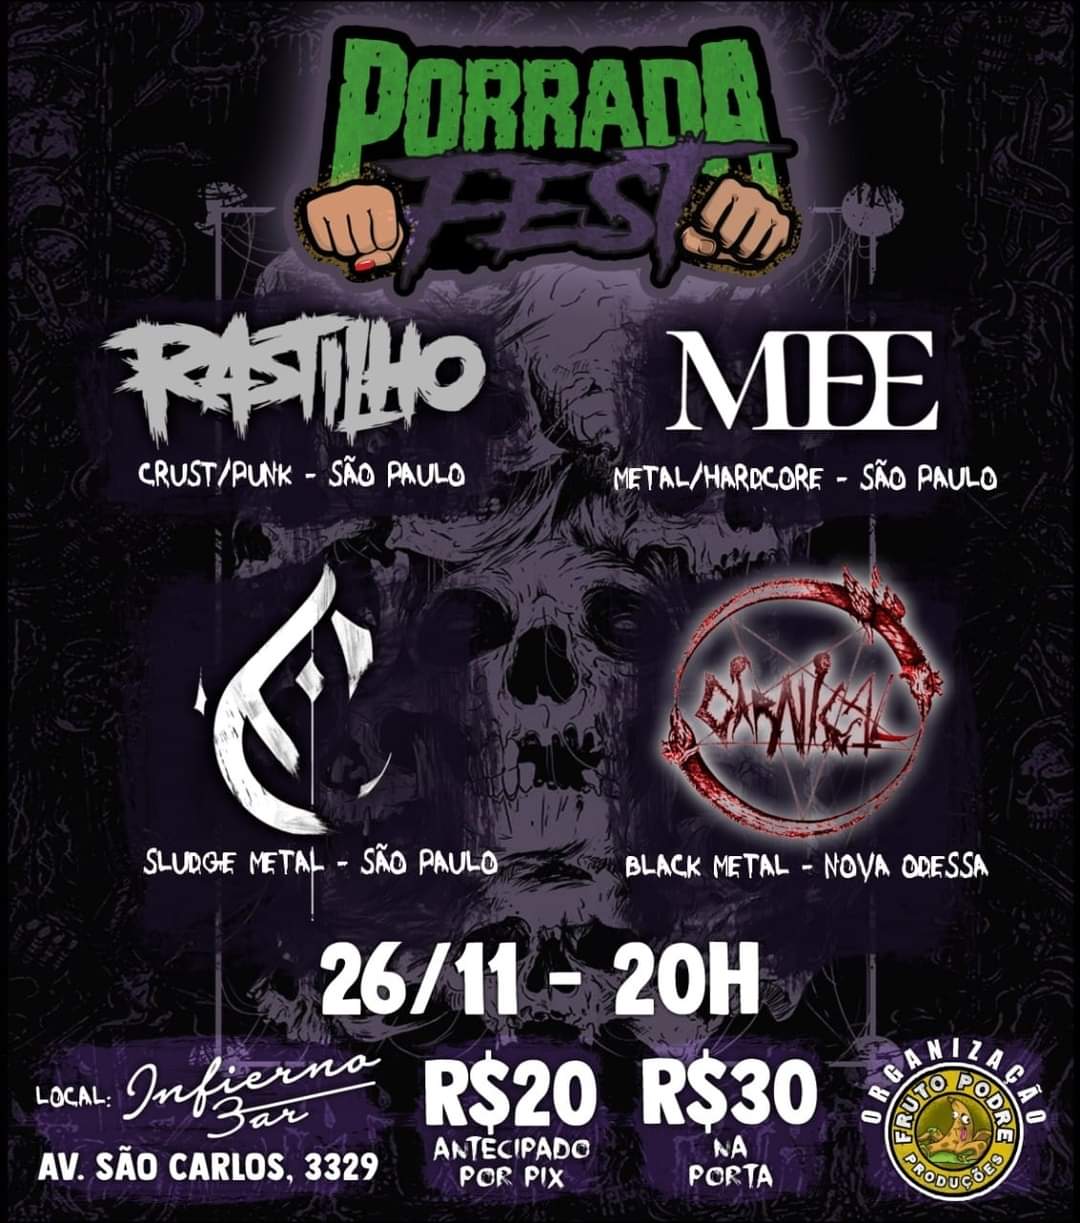 PORRADA
FEST
RASTILHO
CRUST/PUNK - SÃO PAULO
MEE
METAL/HARDCORE - SÃO PAULO
SLUDGE METAL - SÃO PAULO
CARNIÇAL
BLACK METAL - NOVA ODESSA
26/11 - 20H
LOCAL: Infierno
Bar
AV. SÃO CARLOS, 3329
R$20
ANTECIPADO
POR PIX
R$30
NA
PORTA
ORGANIZAÇÃO
FRUTO PODRE
PRODUÇÕES